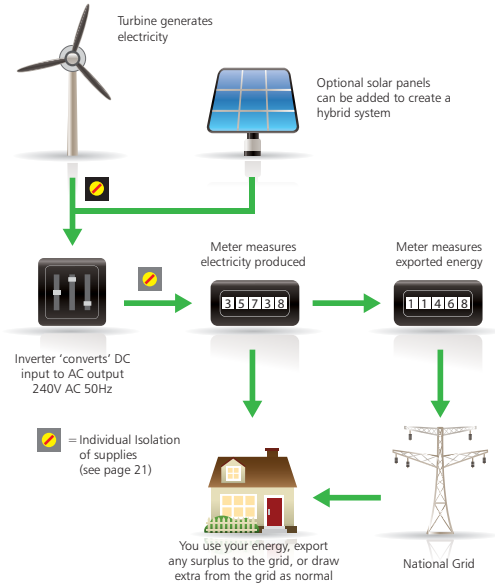 Turbine generates
electricity
Optional solar panels
can be added to create a
hybrid system
Meter measures
electricity produced
Meter measures
exported energy
35738
11468
Inverter ‘converts’ DC
input to AC output
240V AC 50Hz
= Individual Isolation
of supplies
(see page 21)
You use your energy, export
any surplus to the grid, or draw
extra from the grid as normal
National Grid